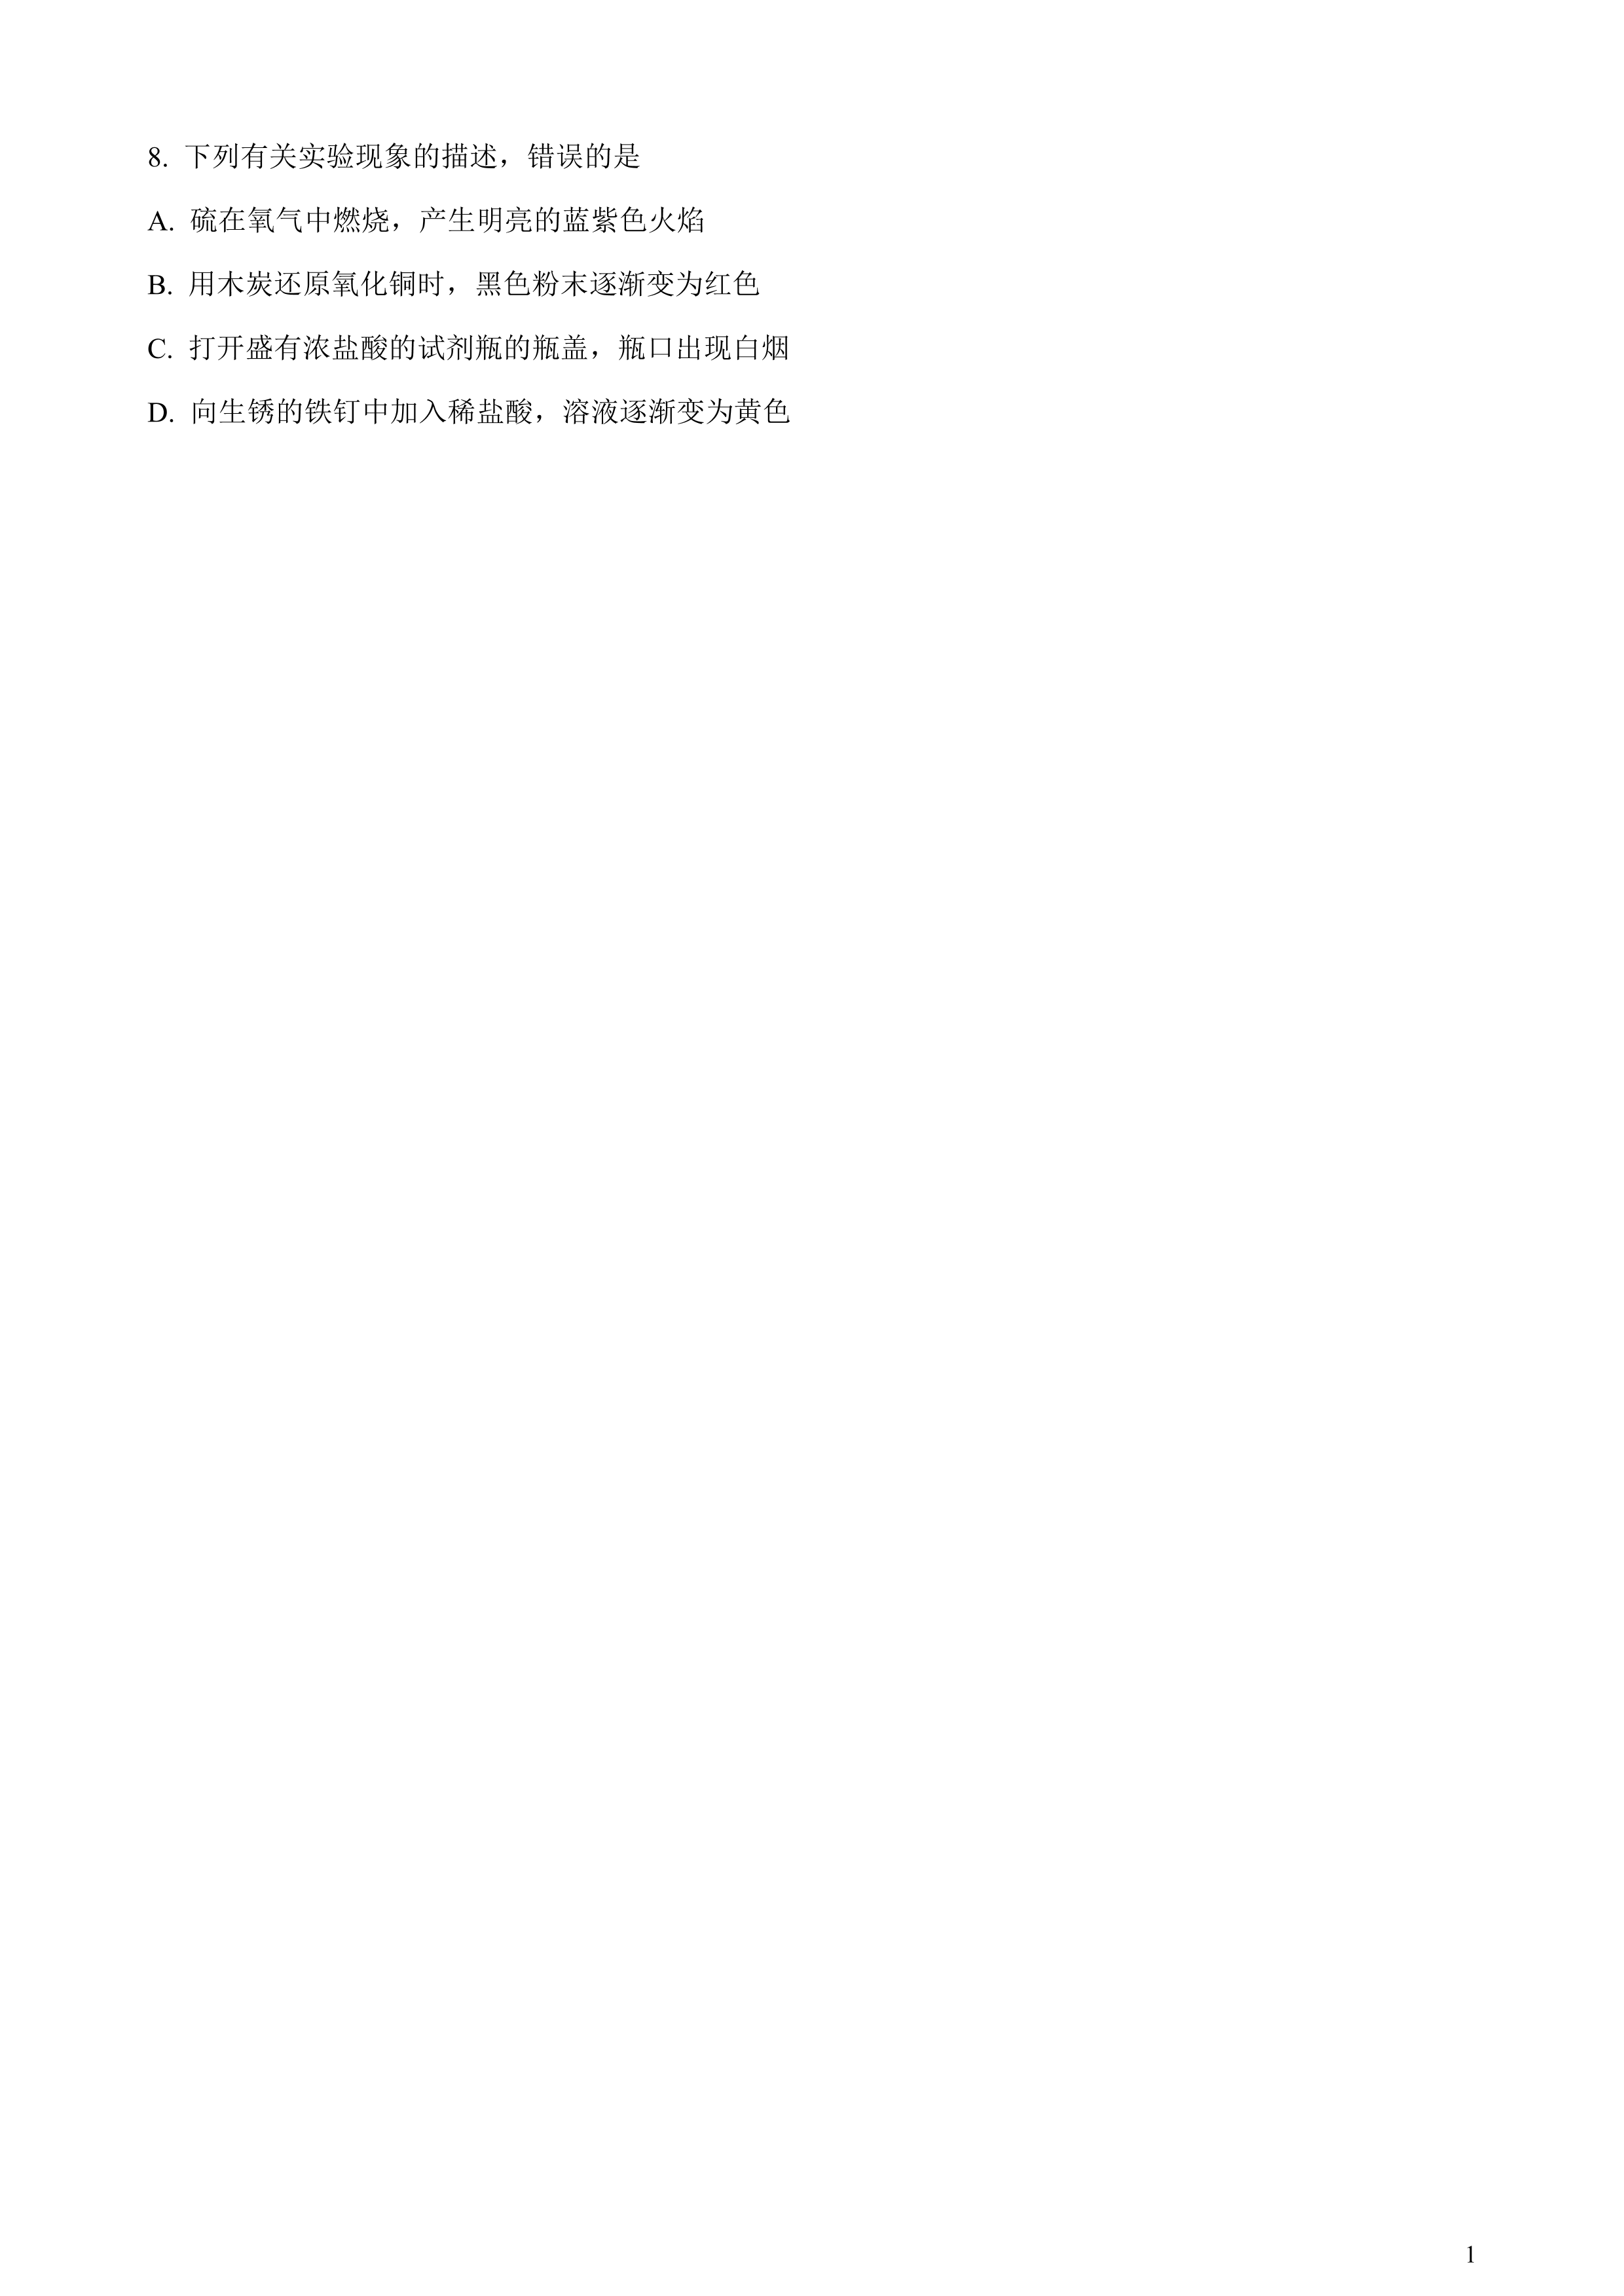 8. 下列有关实验现象的描述，错误的是
A. 硫在氧气中燃烧，产生明亮的蓝紫色火焰
B. 用木炭还原氧化铜时，黑色粉末逐渐变为红色
C. 打开盛有浓盐酸的试剂瓶的瓶盖，瓶口出现白烟
D. 向生锈的铁钉中加入稀盐酸，溶液逐渐变为黄色
1